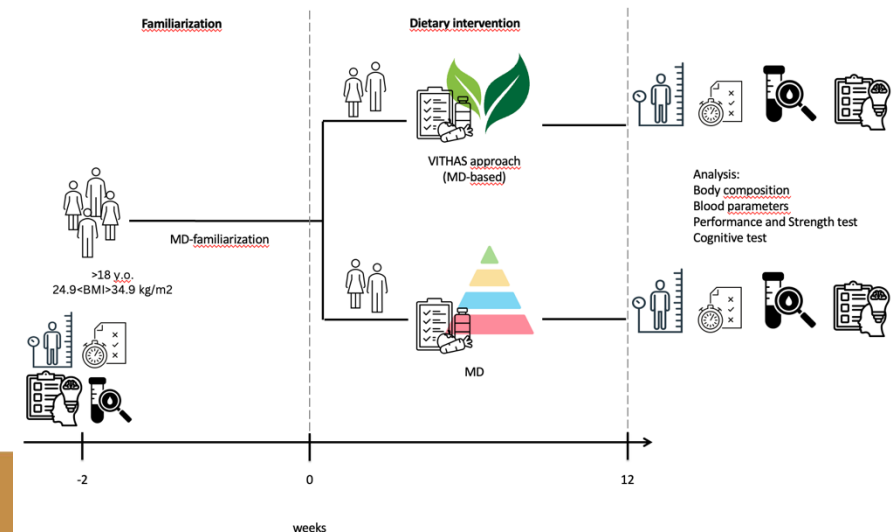 Familiarization
Dietary intervention
VITHAS approach
(MD-based)
Analysis:
Body composition
Blood parameters
Performance and Strength test
Cognitive test
MD-familiarization
>18 y.o.
24.9<BMI>34.9 kg/m2
MD
-2
0
12
weeks